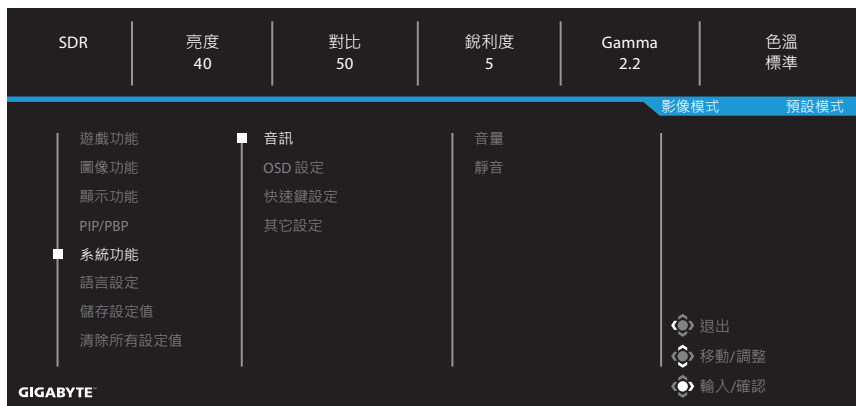 SDR
亮度
對比
銳利度
Gamma
色溫
40
50
5
2.2
標準
影像模式
預設模式
遊戲功能
音訊
音量
圖像功能
OSD 設定
靜音
顯示功能
快速鍵設定
PIP/PBP
其它設定
系統功能
語言設定
儲存設定值
清除所有設定值
退出
移動/調整
輸入/確認
GIGABYTE™